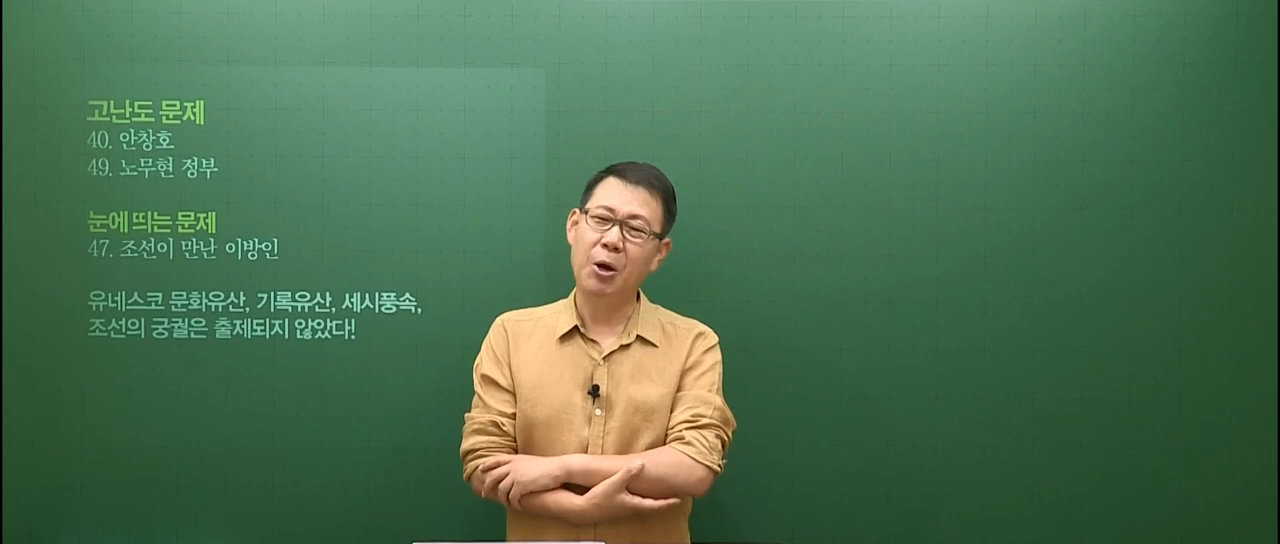 고난도 문제
40. 안창호
49. 노무현 정부
눈에 띄는 문제
47. 조선이 만난 이방인
유네스코 문화유산, 기록유산, 세시풍속,
조선의 궁궐은 출제되지 않았다!